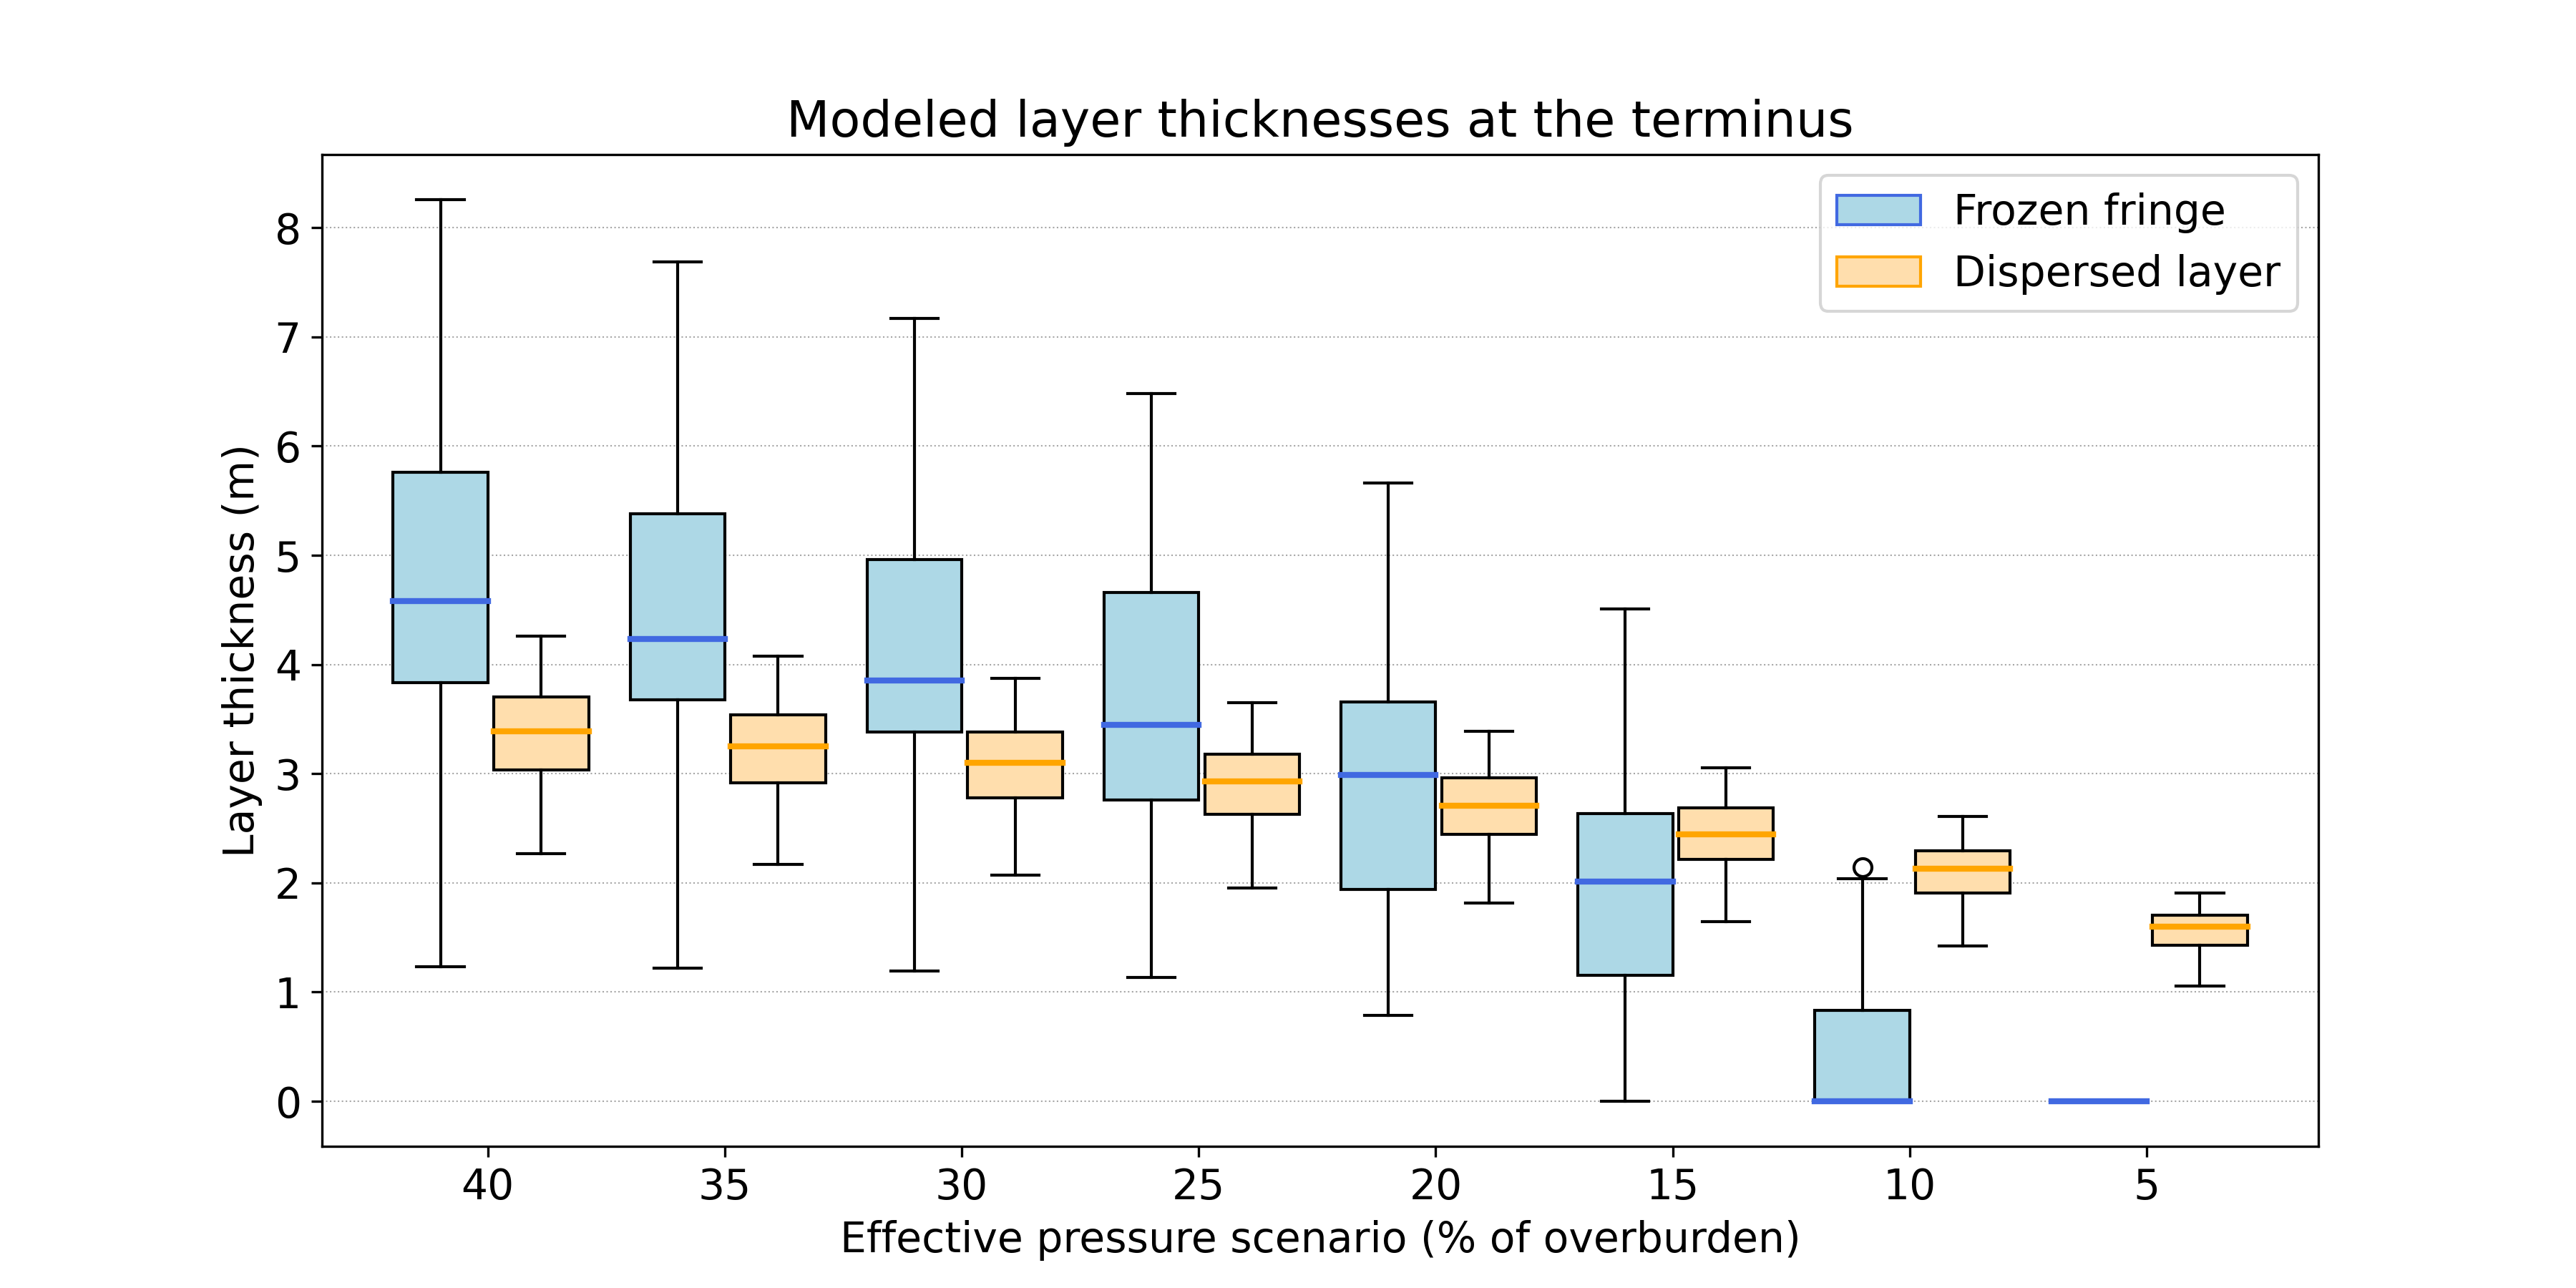 Modeled layer thicknesses at the terminus
Frozen fringe
Dispersed layer
Layer thickness (m)
8
7
6
5
4
3
2
1
0
40 35 30 25 20 15 10 5
Effective pressure scenario (% of overburden)